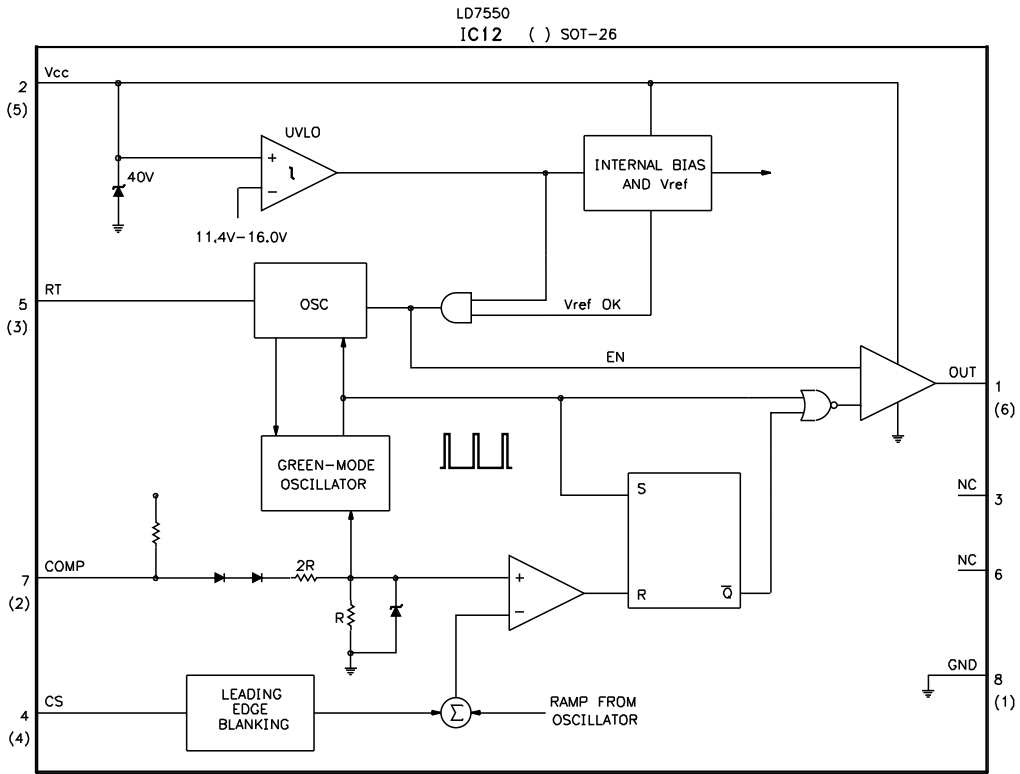 LD7550
IC12 ( ) SOT-26
Vcc
2
(5)
UVLO
+
−
40V
11.4V-16.0V
INTERNAL BIAS
AND Vref
RT
5
(3)
OSC
Vref OK
EN
OUT
1
(6)
GREEN-MODE
OSCILLATOR
S
R
Q̅
NC
3
NC
6
COMP
7
(2)
2R
R
+
−
GND
8
(1)
CS
4
(4)
LEADING
EDGE
BLANKING
Σ
RAMP FROM
OSCILLATOR